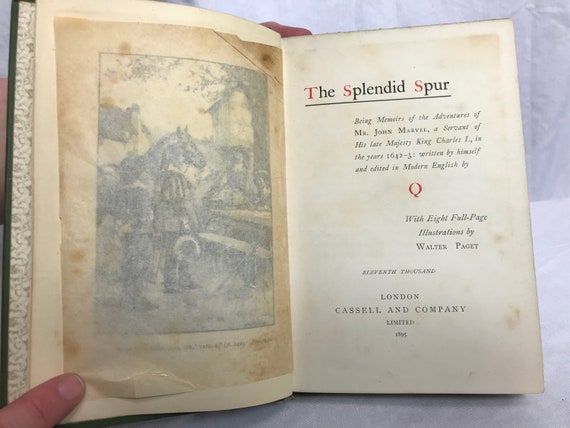 The Splendid Spur
Being Memoirs of the Adventures of
MR. JOHN MARVEL, a Servant of
His late Majesty King Charles I., in
the years 1642-3: written by himself
and edited in Modern English by
Q
With Eight Full-Page
Illustrations by
WALTER PAGET
ELEVENTH THOUSAND
LONDON
CASSELL AND COMPANY
LIMITED
1895